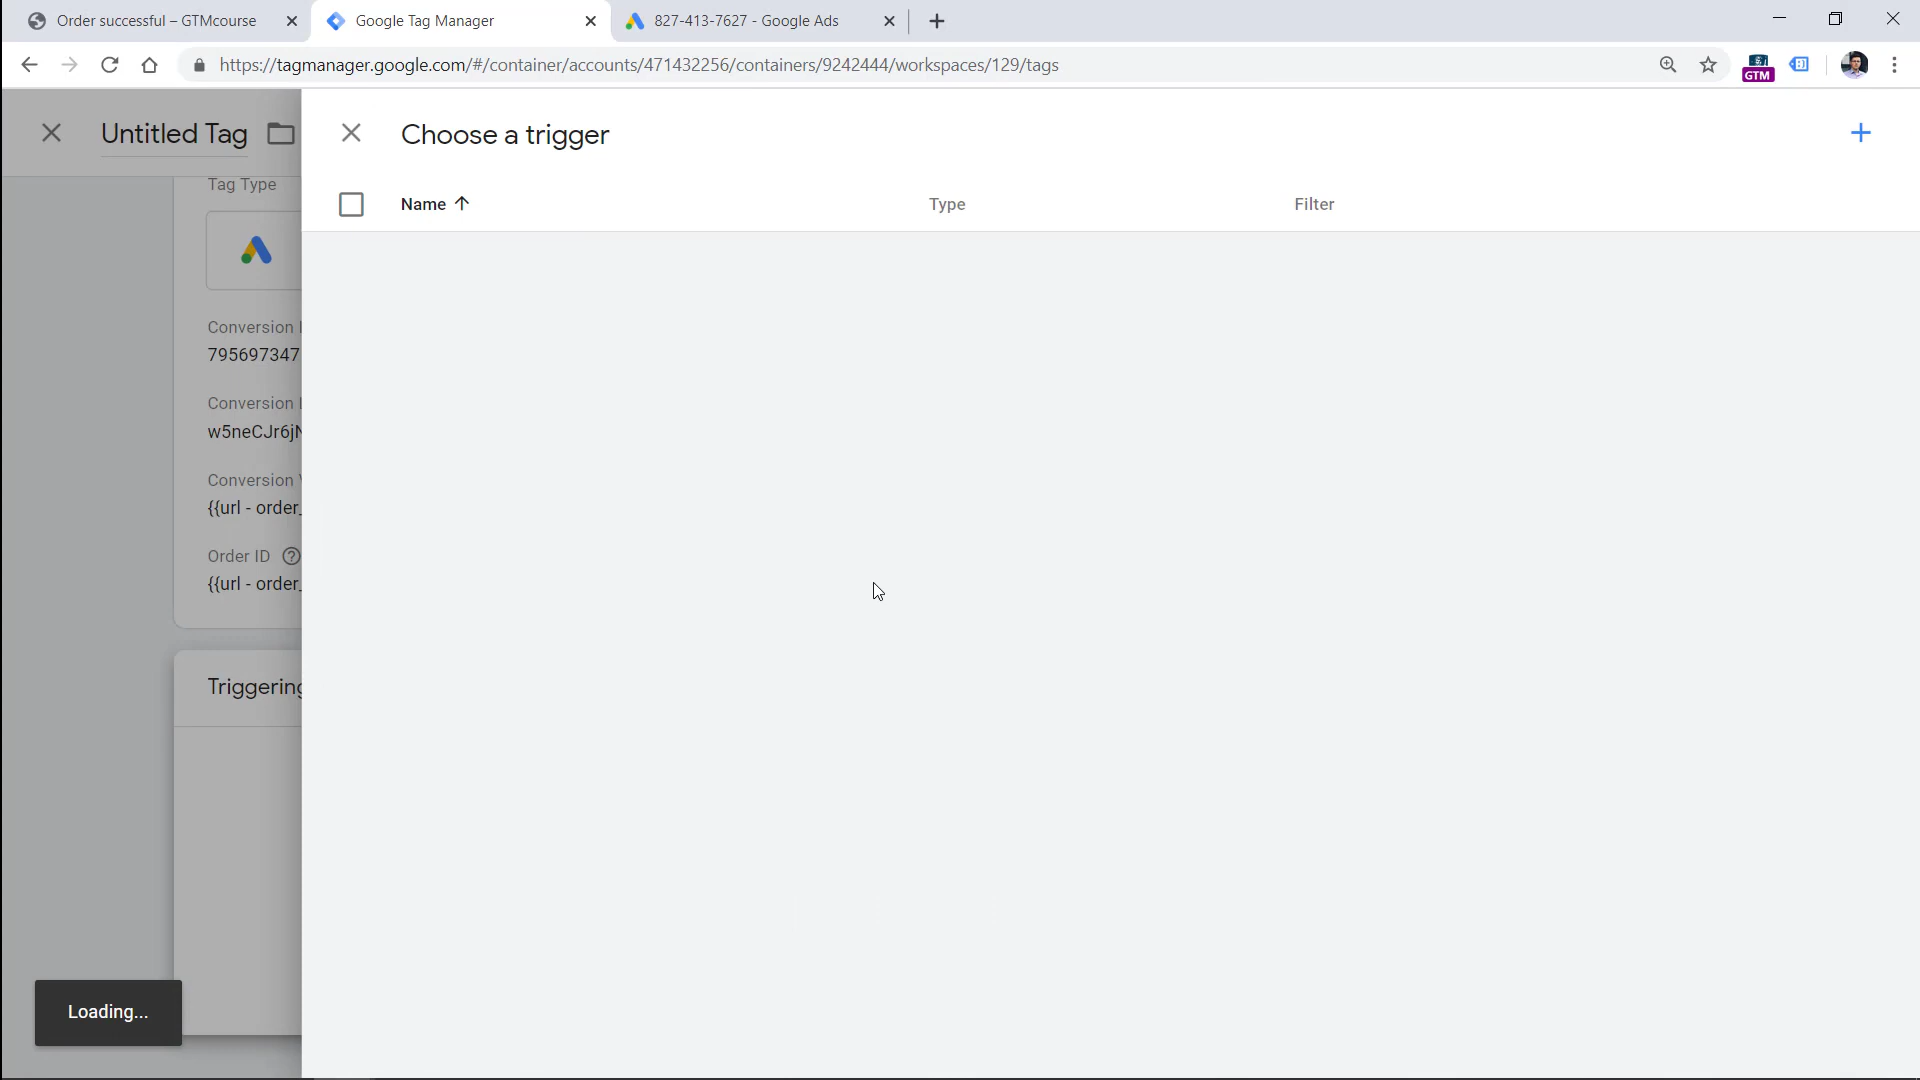 Order successful – GTMcourse
Google Tag Manager
827-413-7627 - Google Ads
https://tagmanager.google.com/#/container/accounts/471432256/containers/9242444/workspaces/129/tags
GTM
Untitled Tag
Choose a trigger
Name
Type
Filter
Tag Type
Conversion
795697347
Conversion
w5neCJr6jN
Conversion
{{url - order_
Order ID
{{url - order_
Triggering
Loading...